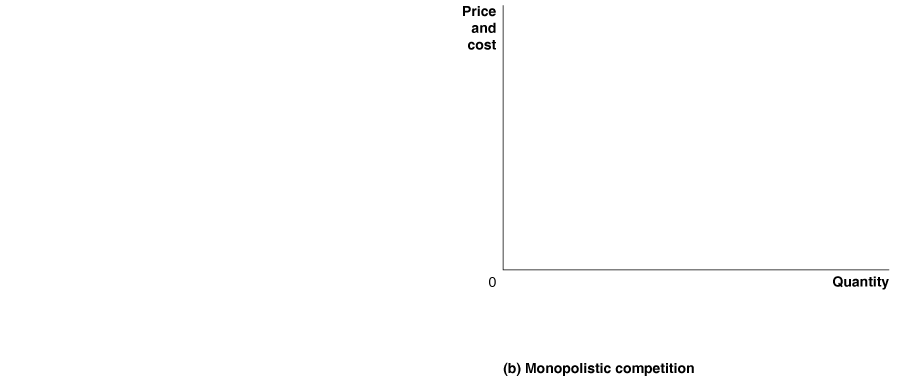 Price
and
cost
0
Quantity
(b) Monopolistic competition